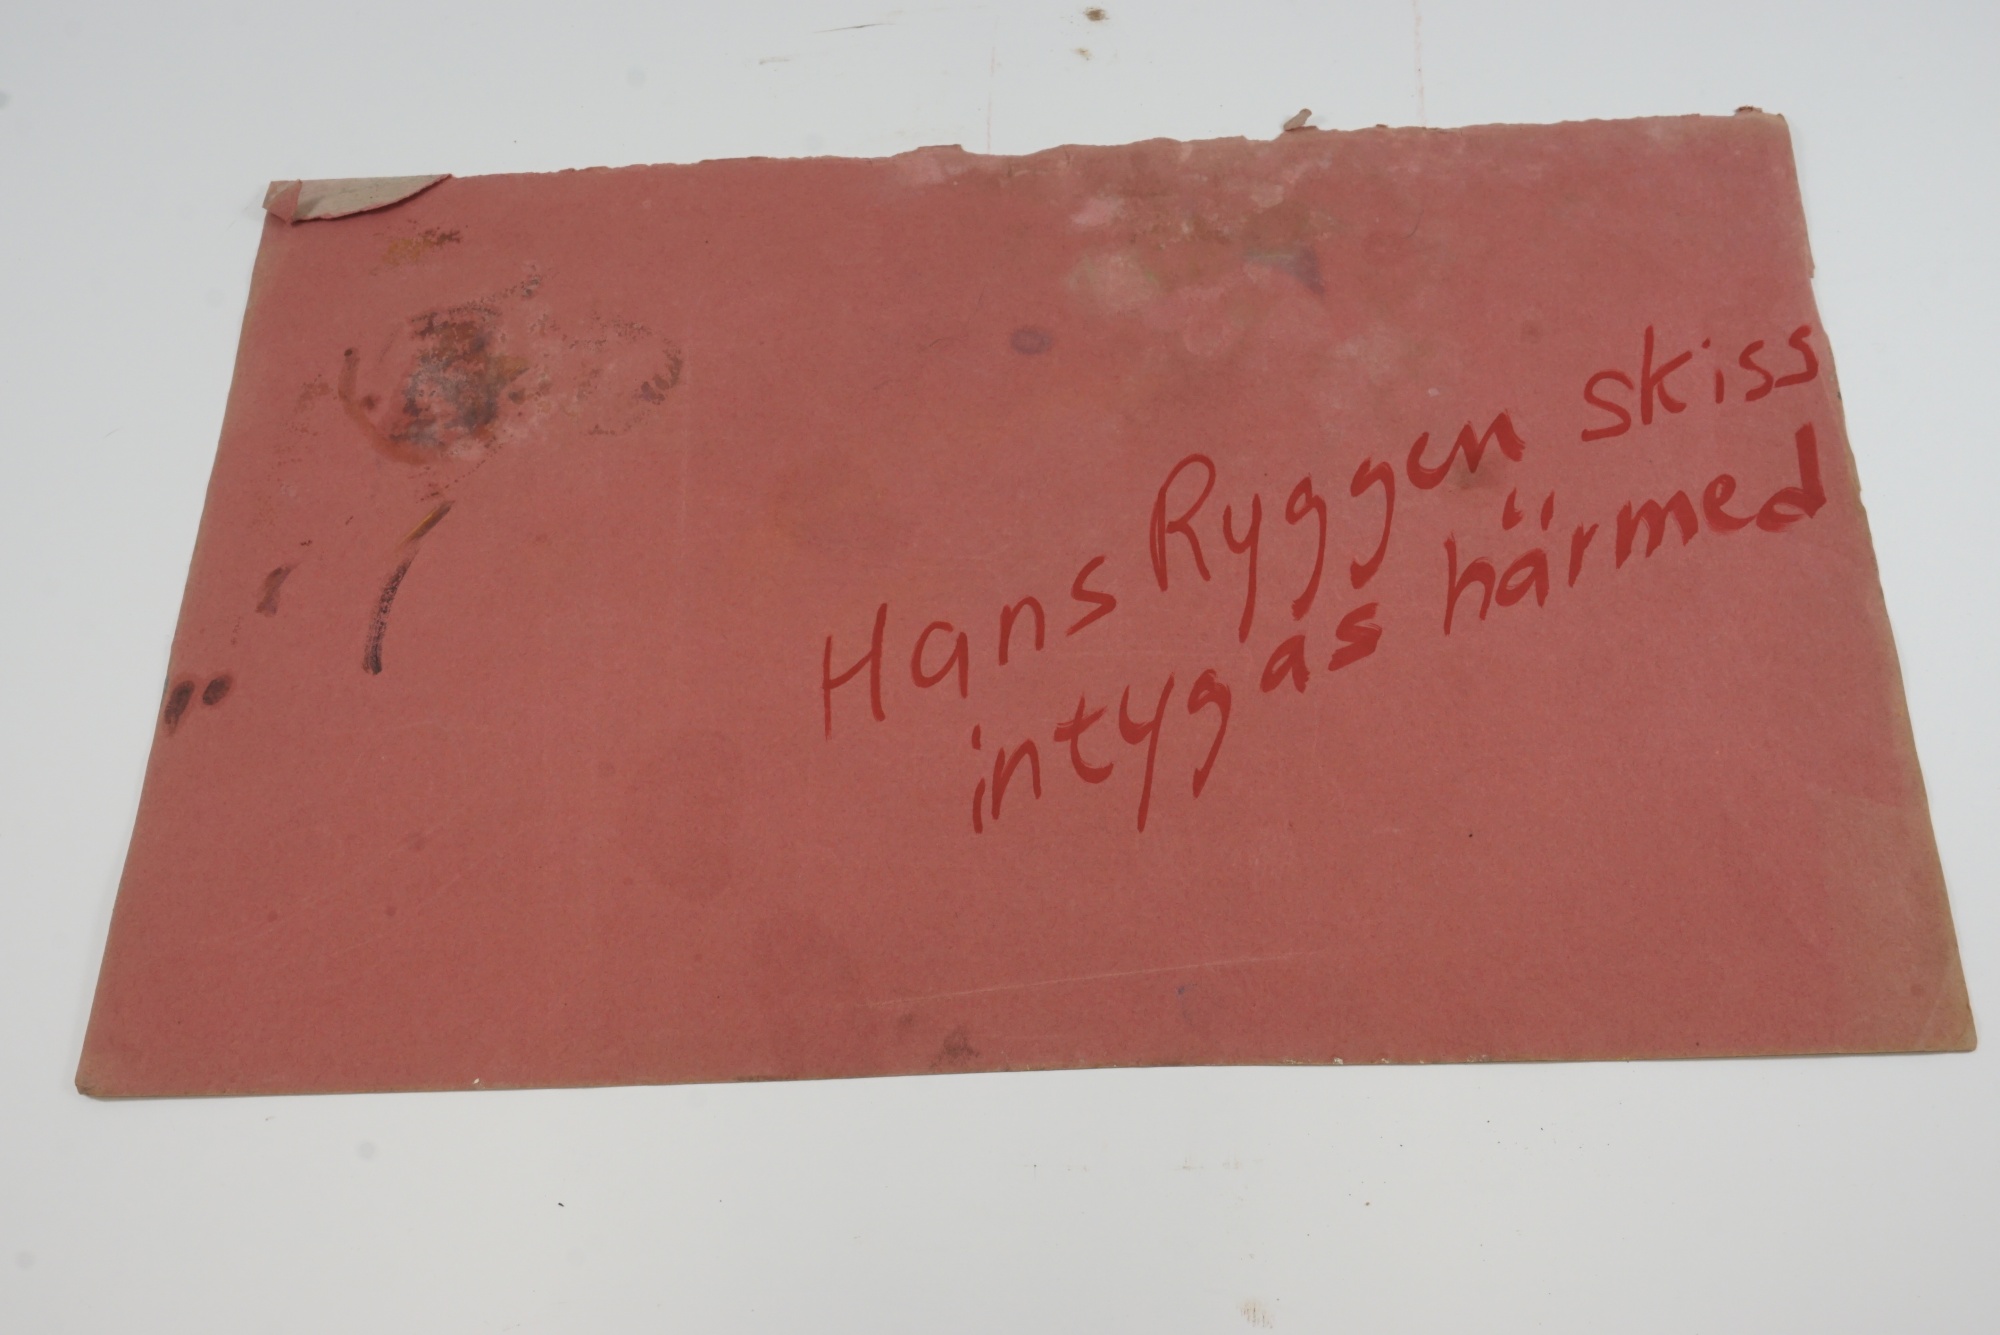 Hans Ryggen skiss
intygas härmed